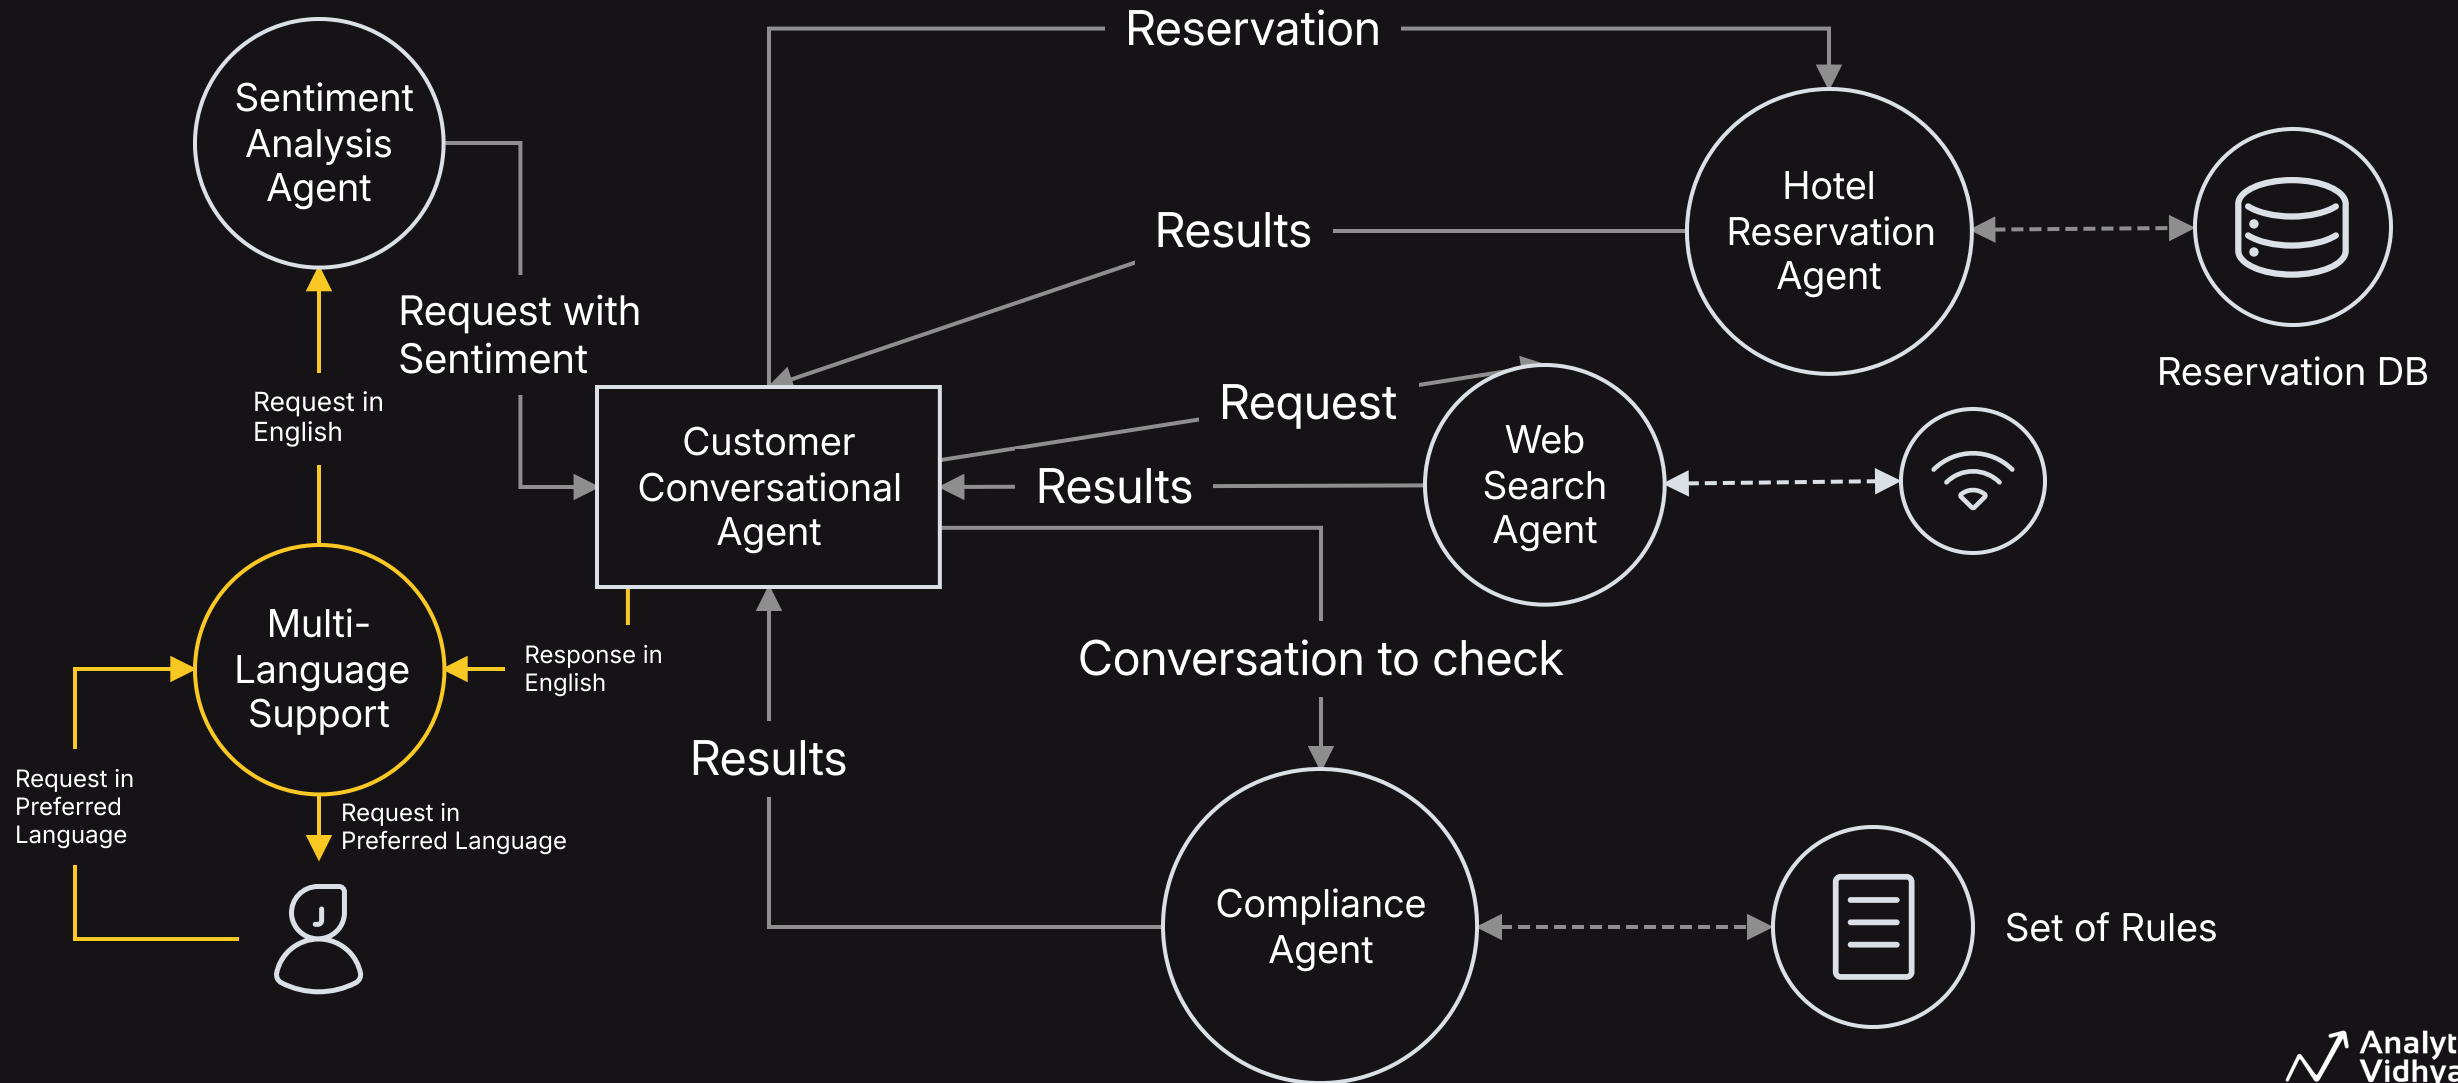 Reservation
Sentiment
Analysis
Agent
Hotel
Reservation
Agent
Results
Request with
Sentiment
Reservation DB
Request in
English
Request
Customer
Conversational
Agent
Results
Web
Search
Agent
Multi-
Language
Support
Response in
English
Conversation to check
Results
Request in
Preferred
Language
Request in
Preferred Language
Compliance
Agent
Set of Rules
Analyt
Vidhya